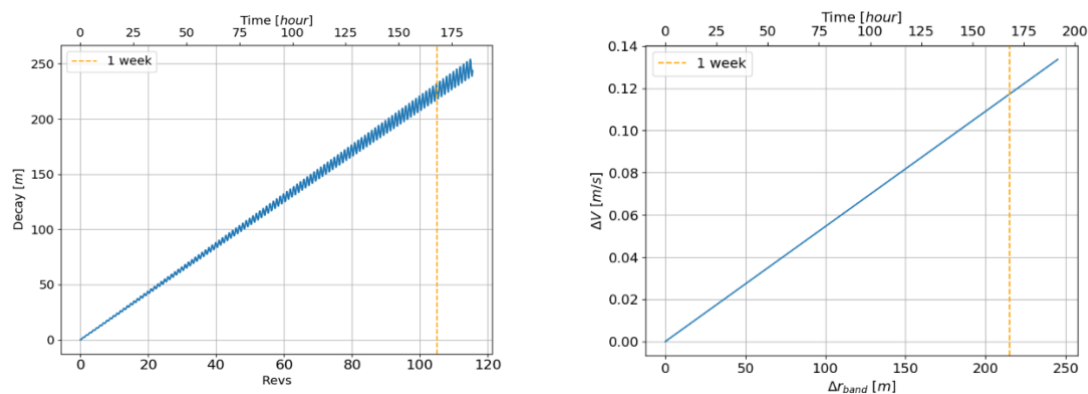 Time [hour]
0 25 50 75 100 125 150 175
1 week
250
200
150
100
50
0
Decay [m]
0 20 40 60 80 100 120
Revs
Time [hour]
0 25 50 75 100 125 150 175 200
0.14
1 week
0.12
0.10
0.08
0.06
0.04
0.02
0.00
ΔV [m/s]
0 50 100 150 200 250
Δr_band [m]